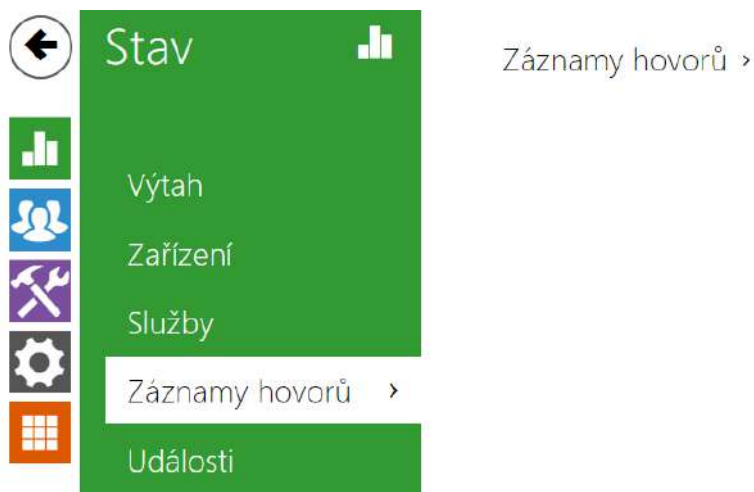 Stav
Výtah
Zařízení
Služby
Záznamy hovorů ›
Události
Záznamy hovorů ›